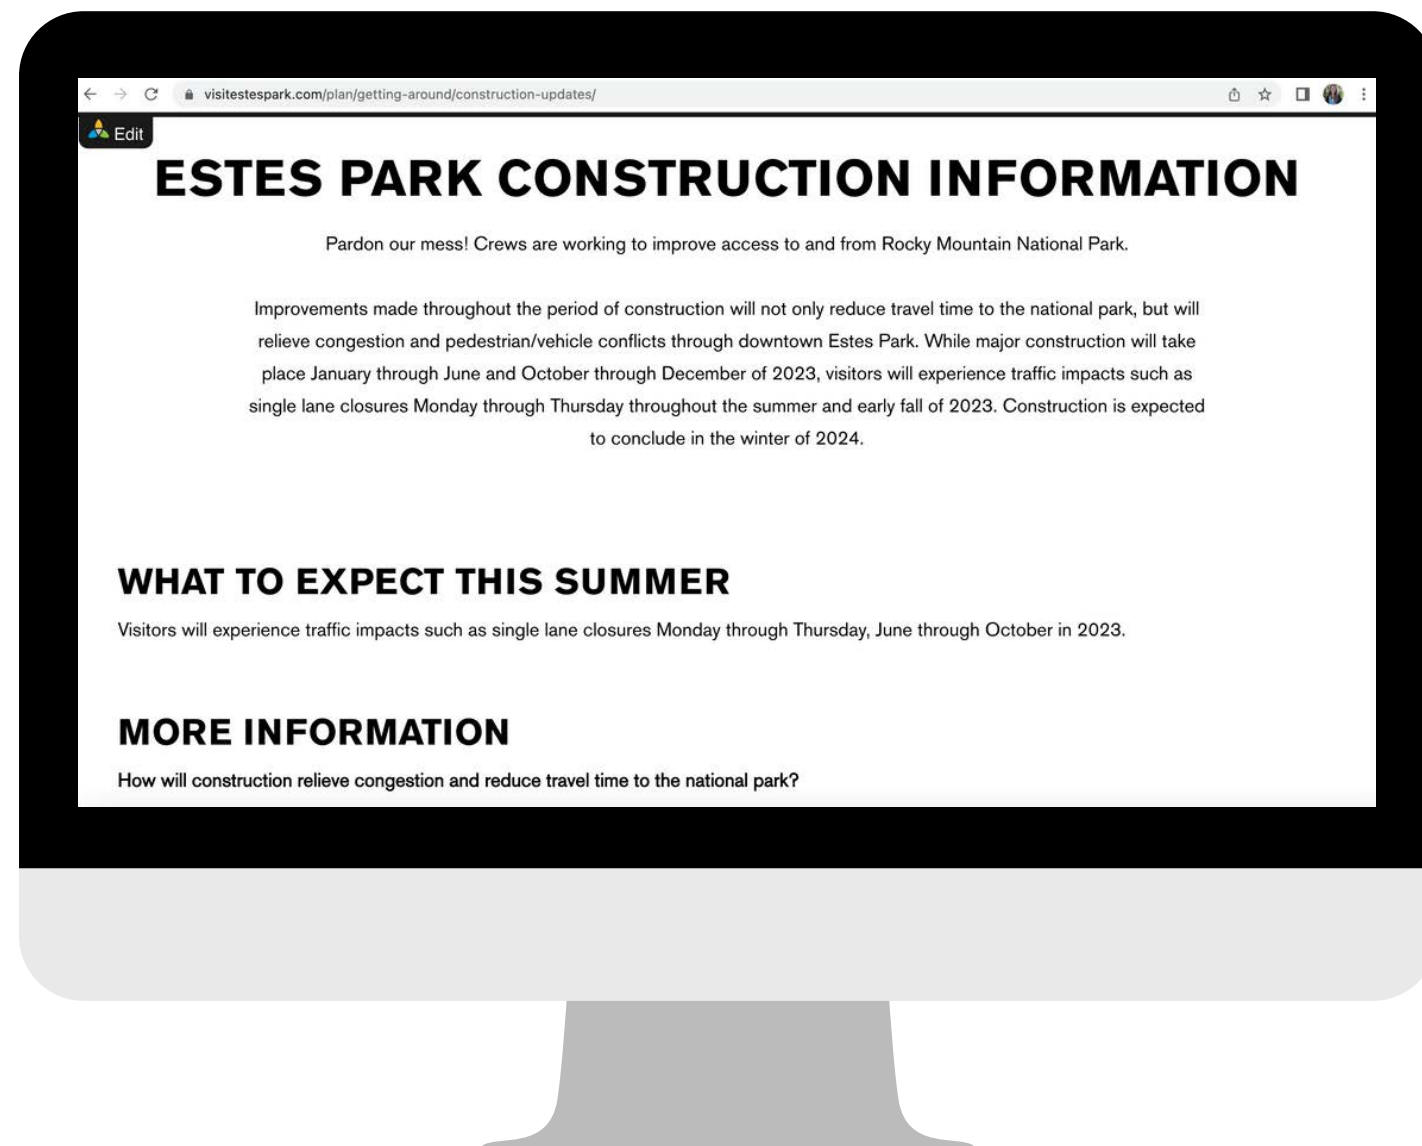 visitestespark.com/plan/getting-around/construction-updates/
Edit
ESTES PARK CONSTRUCTION INFORMATION
Pardon our mess! Crews are working to improve access to and from Rocky Mountain National Park.
Improvements made throughout the period of construction will not only reduce travel time to the national park, but will
relieve congestion and pedestrian/vehicle conflicts through downtown Estes Park. While major construction will take
place January through June and October through December of 2023, visitors will experience traffic impacts such as
single lane closures Monday through Thursday throughout the summer and early fall of 2023. Construction is expected
to conclude in the winter of 2024.
WHAT TO EXPECT THIS SUMMER
Visitors will experience traffic impacts such as single lane closures Monday through Thursday, June through October in 2023.
MORE INFORMATION
How will construction relieve congestion and reduce travel time to the national park?